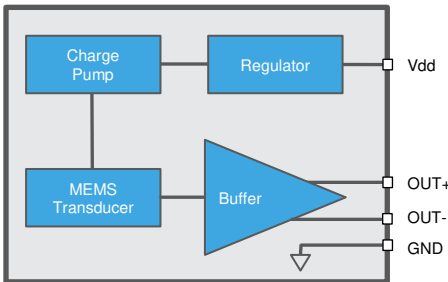 Charge
Pump
Regulator
Vdd
MEMS
Transducer
Buffer
OUT+
OUT-
GND